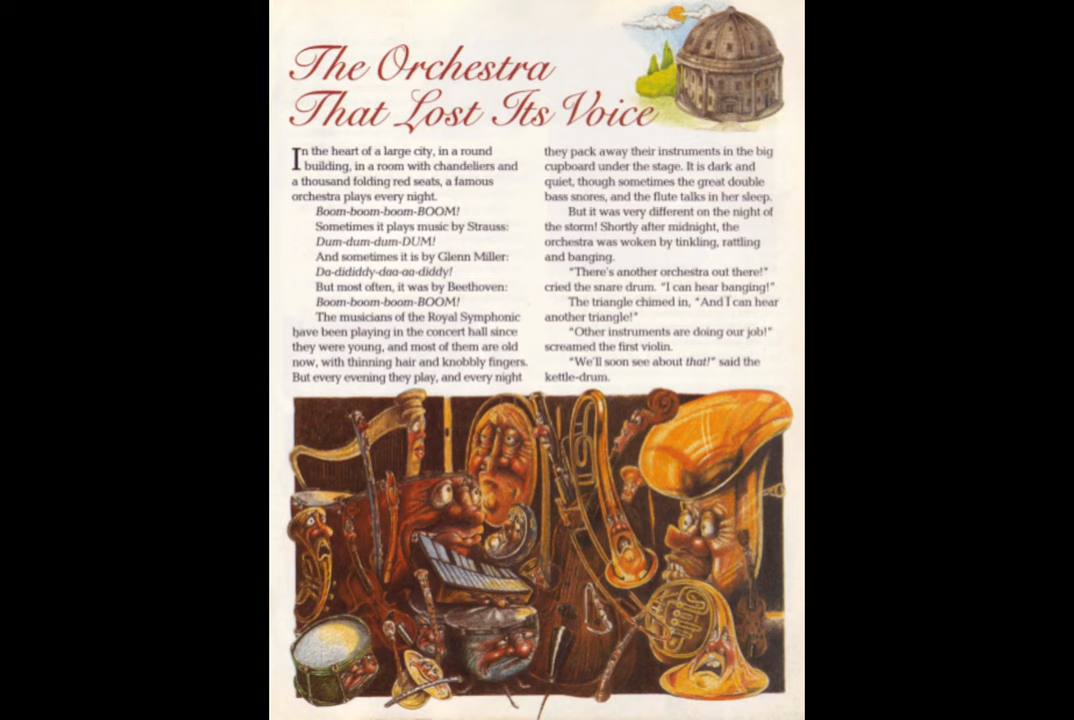 The Orchestra
That Lost Its Voice
In the heart of a large city, in a round
building, in a room with chandeliers and
a thousand folding red seats, a famous
orchestra plays every night.
Boom-boom-boom-BOOM!
Sometimes it plays music by Strauss:
Dum-dum-dum-DUM!
And sometimes it is by Glenn Miller:
Da-dididdy-daa-aa-diddy!
But most often, it was by Beethoven:
Boom-boom-boom-BOOM!
The musicians of the Royal Symphonic
have been playing in the concert hall since
they were young, and most of them are old
now, with thinning hair and knobbly fingers.
But every evening they play, and every night
they pack away their instruments in the big
cupboard under the stage. It is dark and
quiet, though sometimes the great double
bass snores, and the flute talks in her sleep.
But it was very different on the night of
the storm! Shortly after midnight, the
orchestra was woken by tinkling, rattling
and banging.
"There's another orchestra out there!"
cried the snare drum. "I can hear banging!"
The triangle chimed in, "And I can hear
another triangle!"
"Other instruments are doing our job!"
screamed the first violin.
"We'll soon see about that!" said the
kettle-drum.